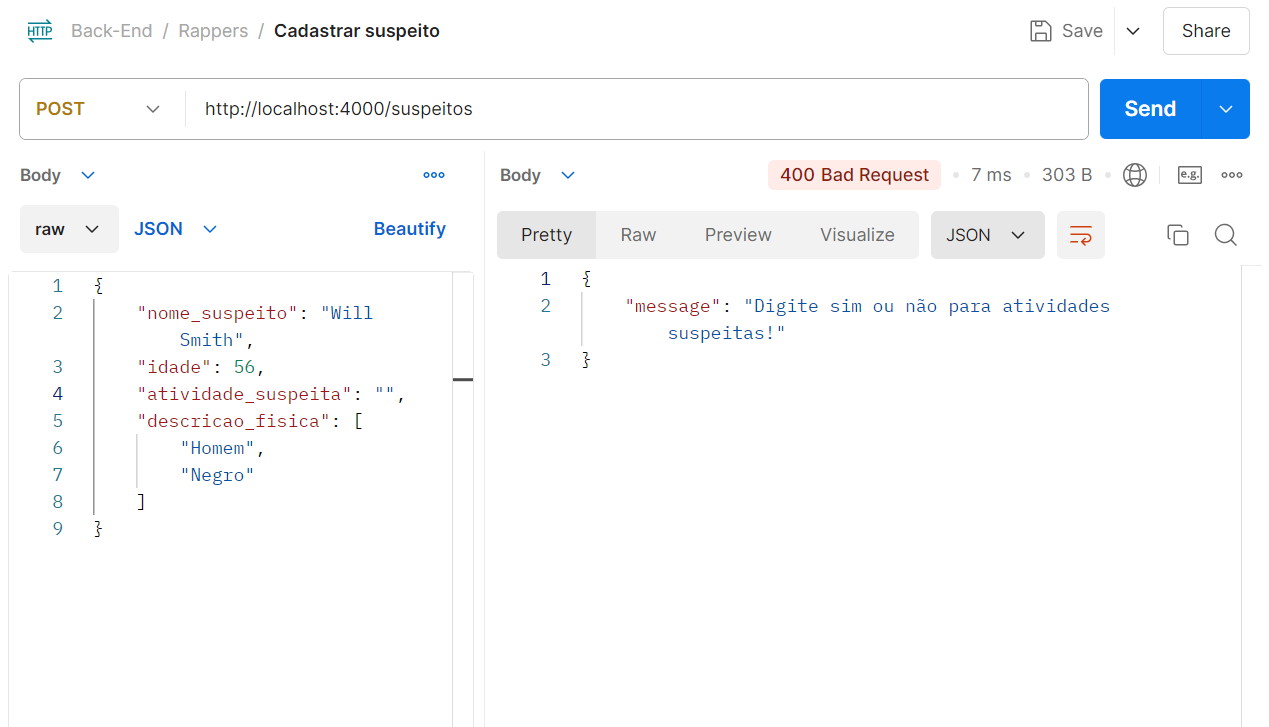 HTTP Back-End / Rappers / Cadastrar suspeito Save Share
POST http://localhost:4000/suspeitos Send
Body
raw JSON Beautify
1 {
2 "nome_suspeito": "Will
Smith",
3 "idade": 56,
4 "atividade_suspeita": "",
5 "descricao_fisica": [
6 "Homem",
7 "Negro"
8 ]
9 }
Body 400 Bad Request 7 ms 303 B e.g.
Pretty Raw Preview Visualize JSON
1 {
2 "message": "Digite sim ou não para atividades
suspeitas!"
3 }